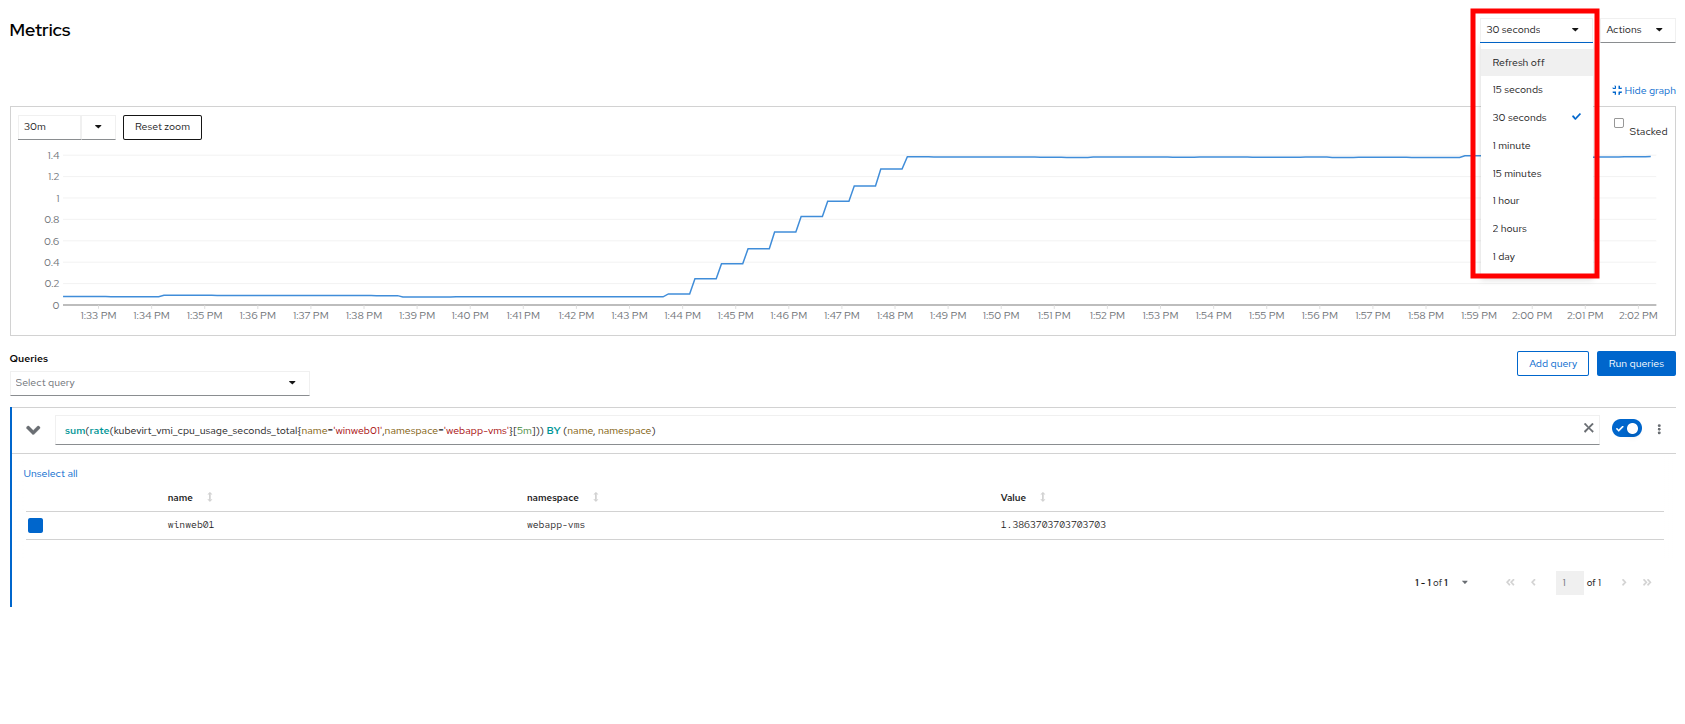 Metrics
30 seconds
Actions
Refresh off
15 seconds
30 seconds
1 minute
15 minutes
1 hour
2 hours
1 day
Hide graph
30m
Reset zoom
Stacked
1.4
1.2
1
0.8
0.6
0.4
0.2
0
1:33 PM 1:34 PM 1:35 PM 1:36 PM 1:37 PM 1:38 PM 1:39 PM 1:40 PM 1:41 PM 1:42 PM 1:43 PM 1:44 PM 1:45 PM 1:46 PM 1:47 PM 1:48 PM 1:49 PM 1:50 PM 1:51 PM 1:52 PM 1:53 PM 1:54 PM 1:55 PM 1:56 PM 1:57 PM 1:58 PM 1:59 PM 2:00 PM 2:01 PM 2:02 PM
Queries
Select query
Add query
Run queries
sum(rate(kubevirt_vmi_cpu_usage_seconds_total{name='winweb01',namespace='webapp-vms'}[5m])) BY (name, namespace)
Unselect all
name namespace Value
winweb01 webapp-vms 1.3863703703703703
1 - 1 of 1
1 of 1